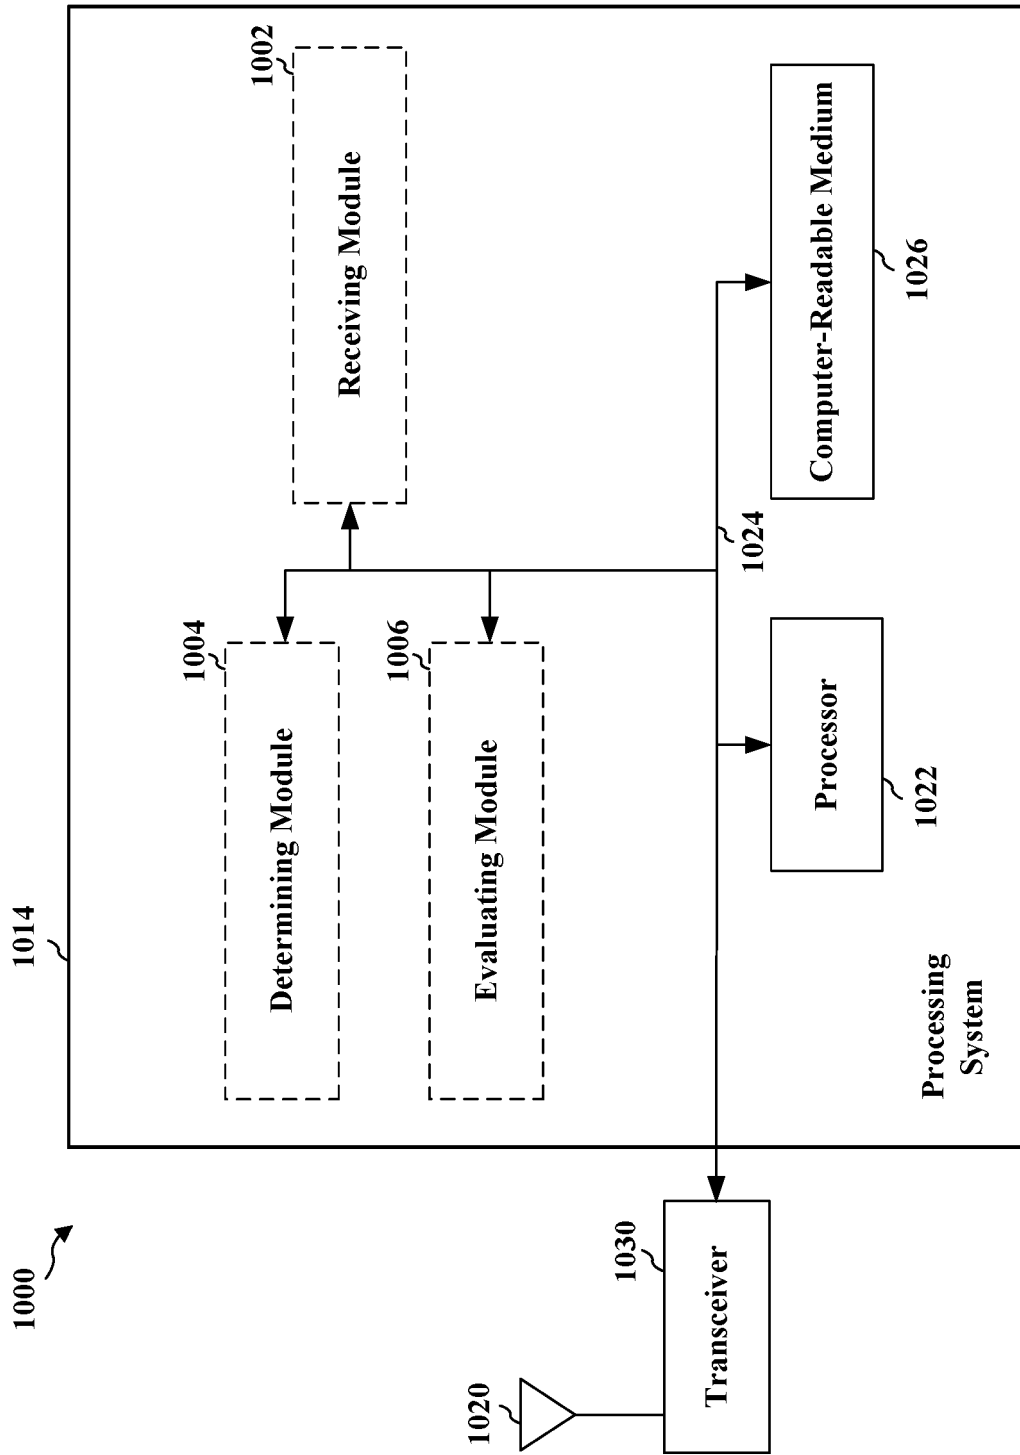 1000
1014
1002
Receiving Module
1004
Determining Module
1006
Evaluating Module
1020
1030
Transceiver
1024
Processor
1022
Computer-Readable Medium
1026
Processing
System